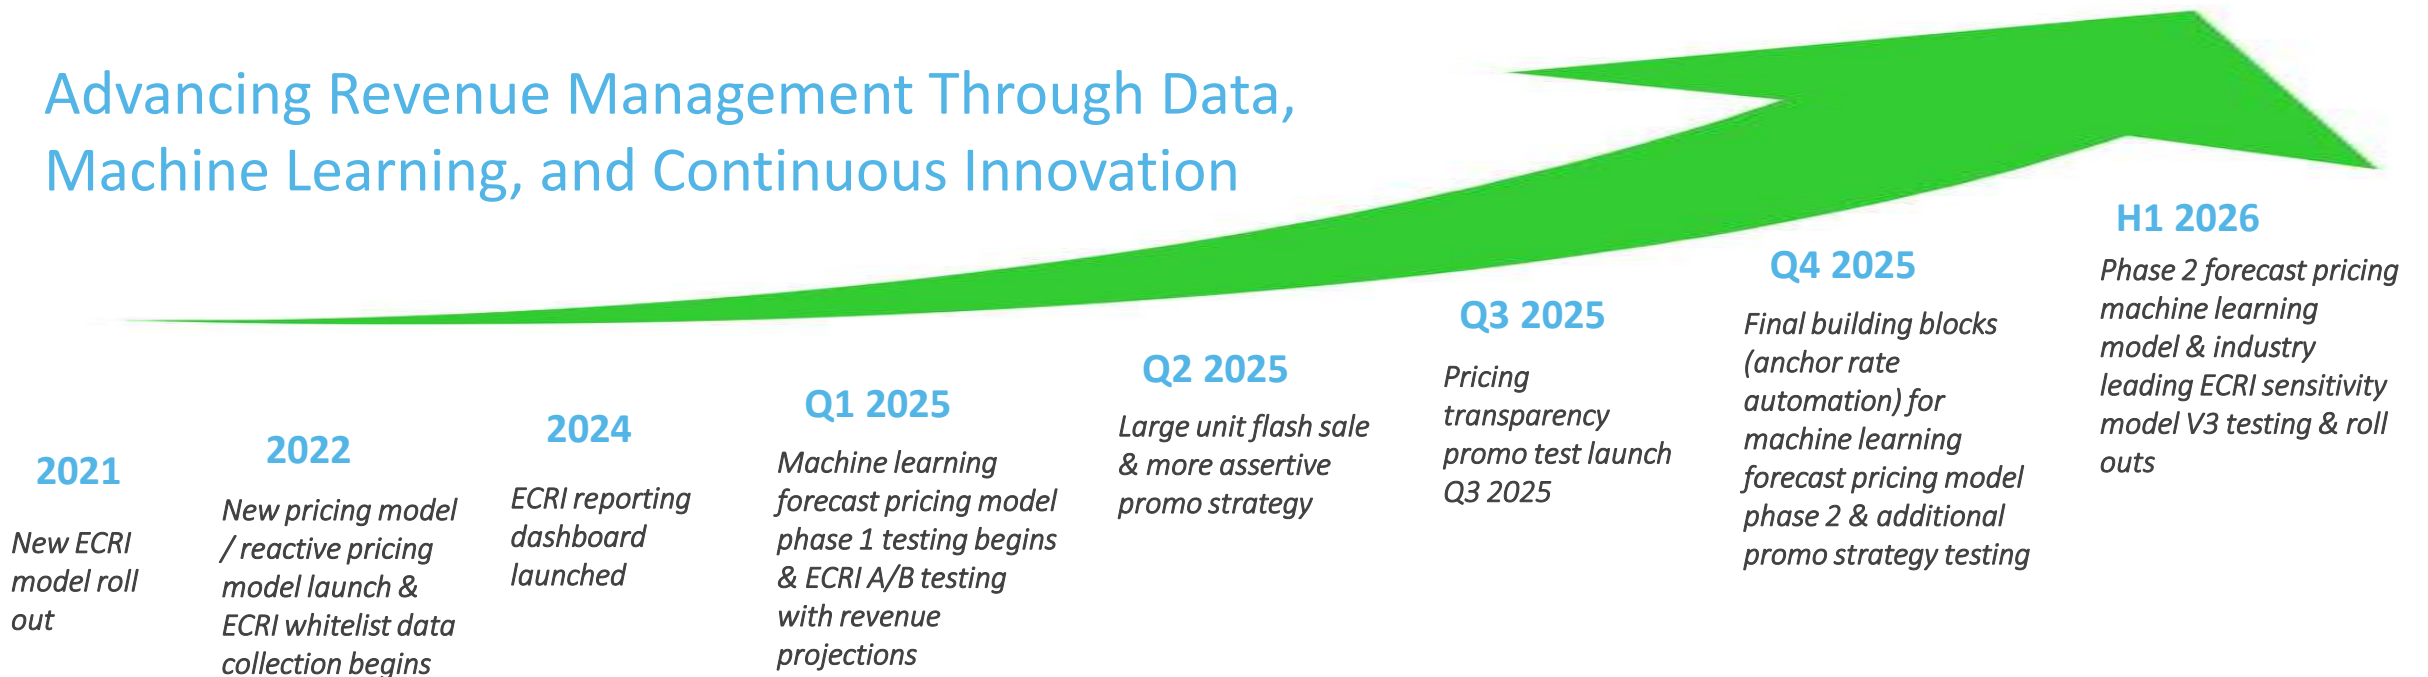 Advancing Revenue Management Through Data,
Machine Learning, and Continuous Innovation
2021
New ECRI
model roll
out
2022
New pricing model
/ reactive pricing
model launch &
ECRI whitelist data
collection begins
2024
ECRI reporting
dashboard
launched
Q1 2025
Machine learning
forecast pricing model
phase 1 testing begins
& ECRI A/B testing
with revenue
projections
Q2 2025
Large unit flash sale
& more assertive
promo strategy
Q3 2025
Pricing
transparency
promo test launch
Q3 2025
Q4 2025
Final building blocks
(anchor rate
automation) for
machine learning
forecast pricing model
phase 2 & additional
promo strategy testing
H1 2026
Phase 2 forecast pricing
machine learning
model & industry
leading ECRI sensitivity
model V3 testing & roll
outs